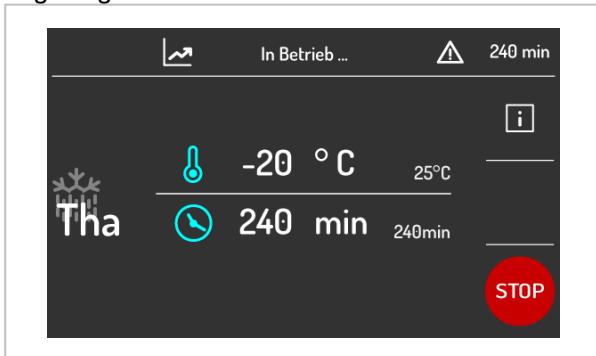 In Betrieb ... 240 min
i
-20 °C 25°C
Tha
240 min 240min
STOP